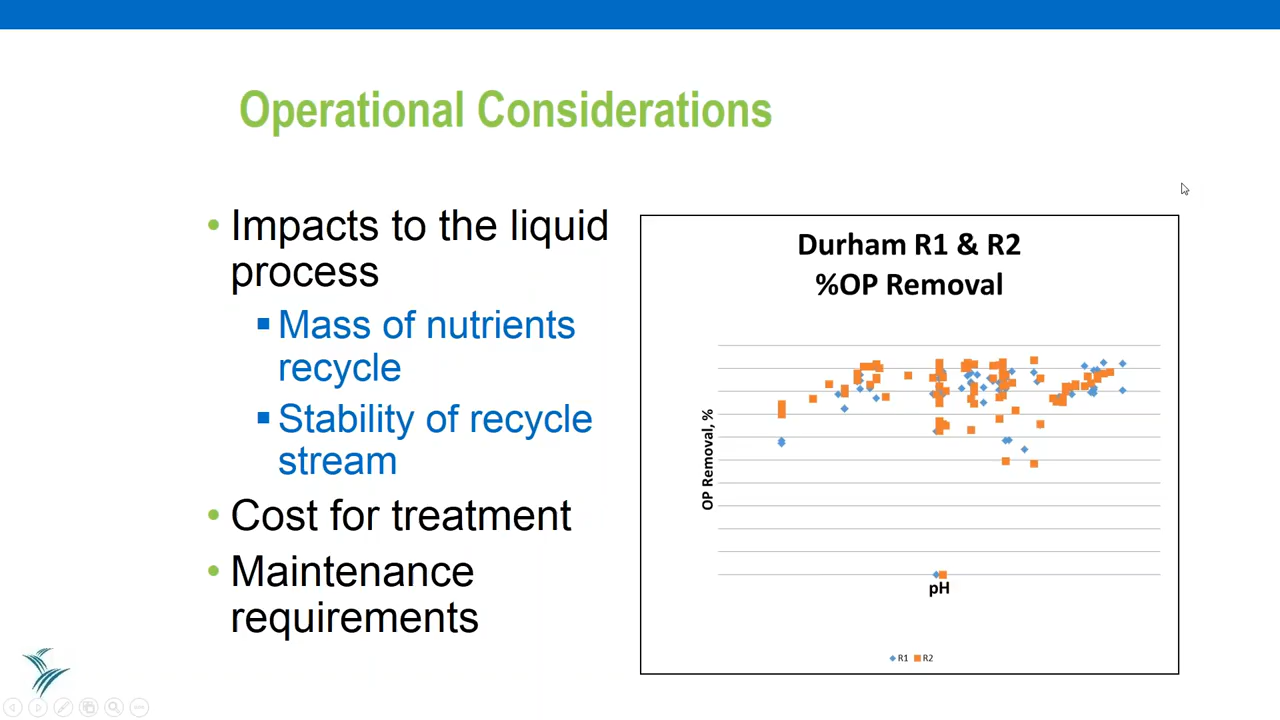 Operational Considerations
• Impacts to the liquid
process
▪ Mass of nutrients
recycle
▪ Stability of recycle
stream
• Cost for treatment
• Maintenance
requirements
Durham R1 & R2
%OP Removal
OP Removal, %
pH
R1 R2